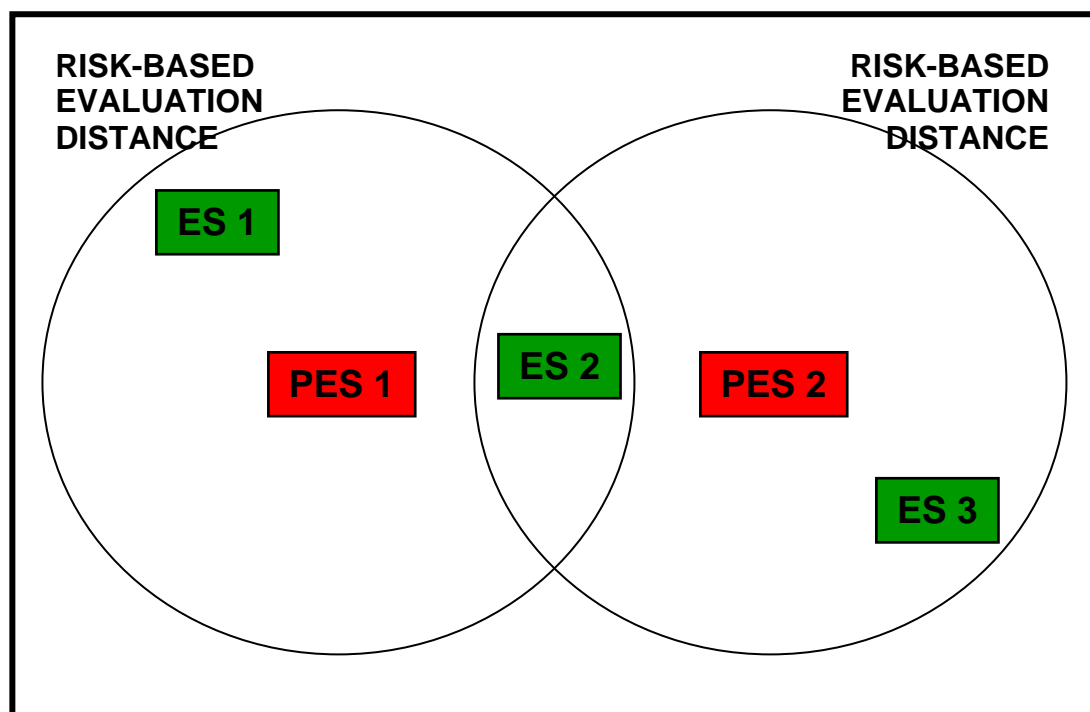 RISK-BASED
EVALUATION
DISTANCE
RISK-BASED
EVALUATION
DISTANCE
ES 1
PES 1
ES 2
PES 2
ES 3